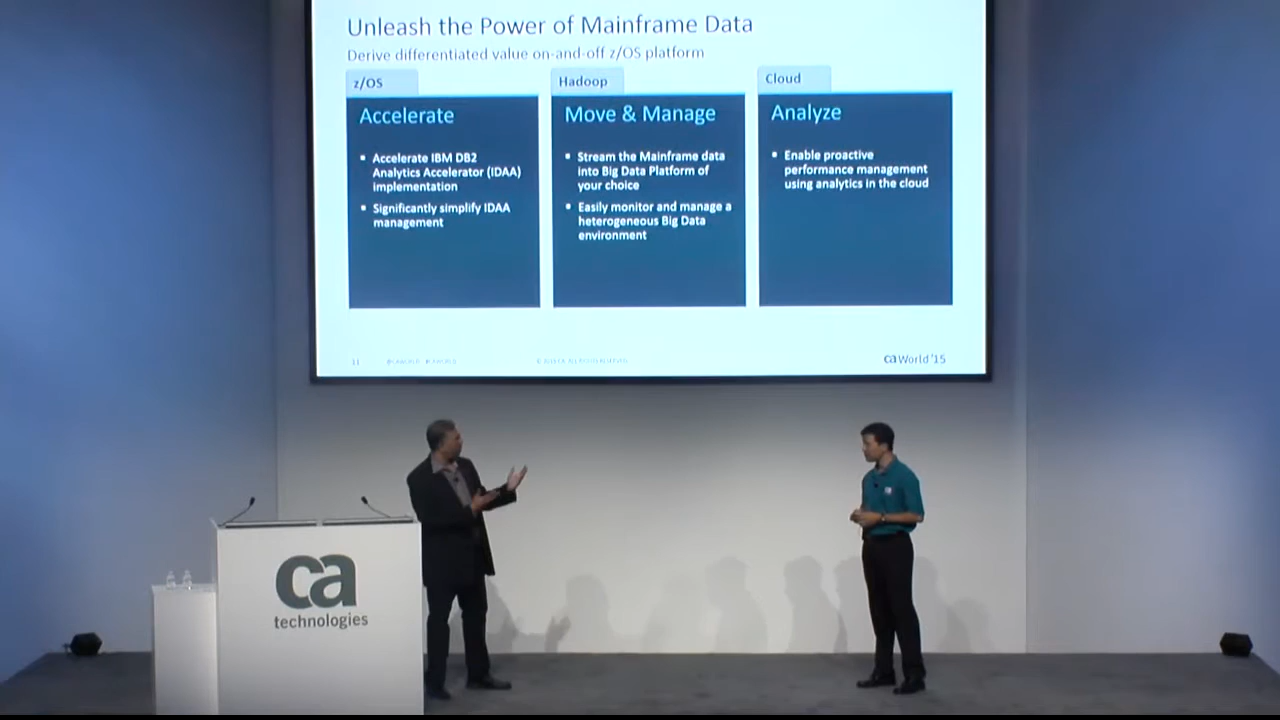 Unleash the Power of Mainframe Data
Derive differentiated value on-and-off z/OS platform
z/OS
Accelerate
▪ Accelerate IBM DB2
Analytics Accelerator (IDAA)
implementation
▪ Significantly simplify IDAA
management
Hadoop
Move & Manage
▪ Stream the Mainframe data
into Big Data Platform of
your choice
▪ Easily monitor and manage a
heterogeneous Big Data
environment
Cloud
Analyze
▪ Enable proactive
performance management
using analytics in the cloud
11
ca World '15
ca
technologies